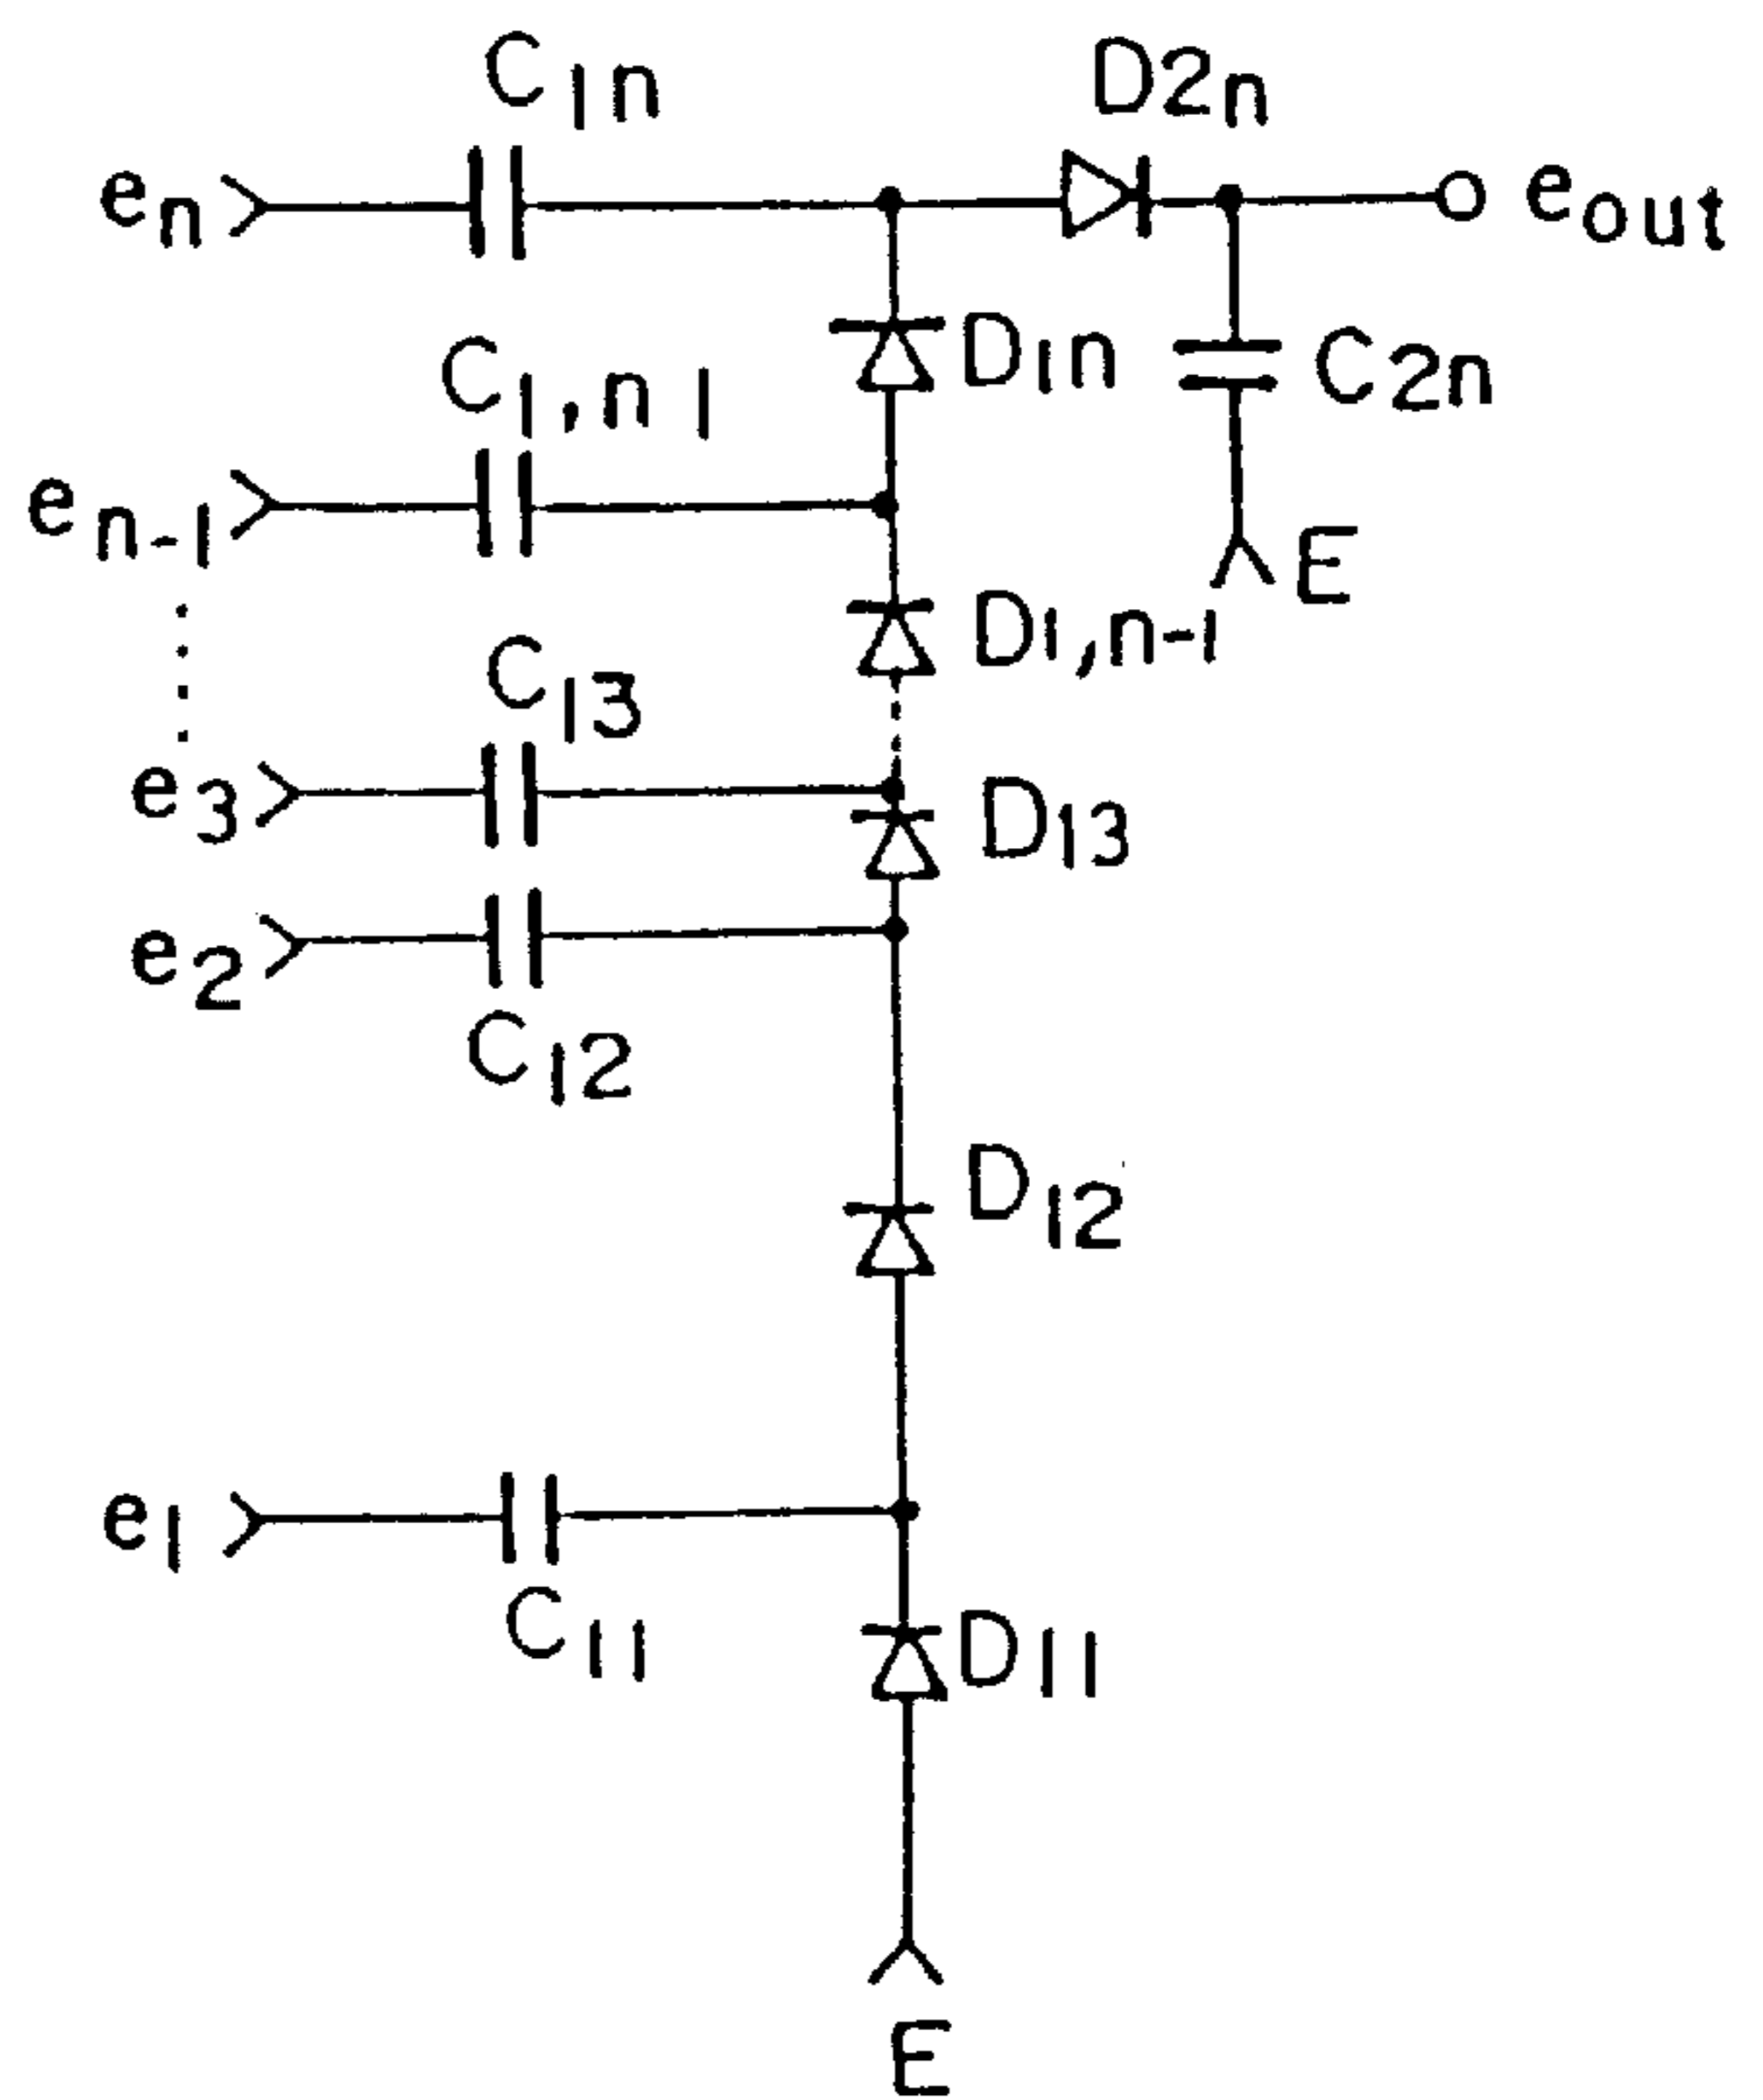 C1n
D2n
en
eout
D1n
C2n
C1,n 1
en-1
E
D1,n-1
C13
e3
D13
e2
C12
D12
e1
C11
D11
E